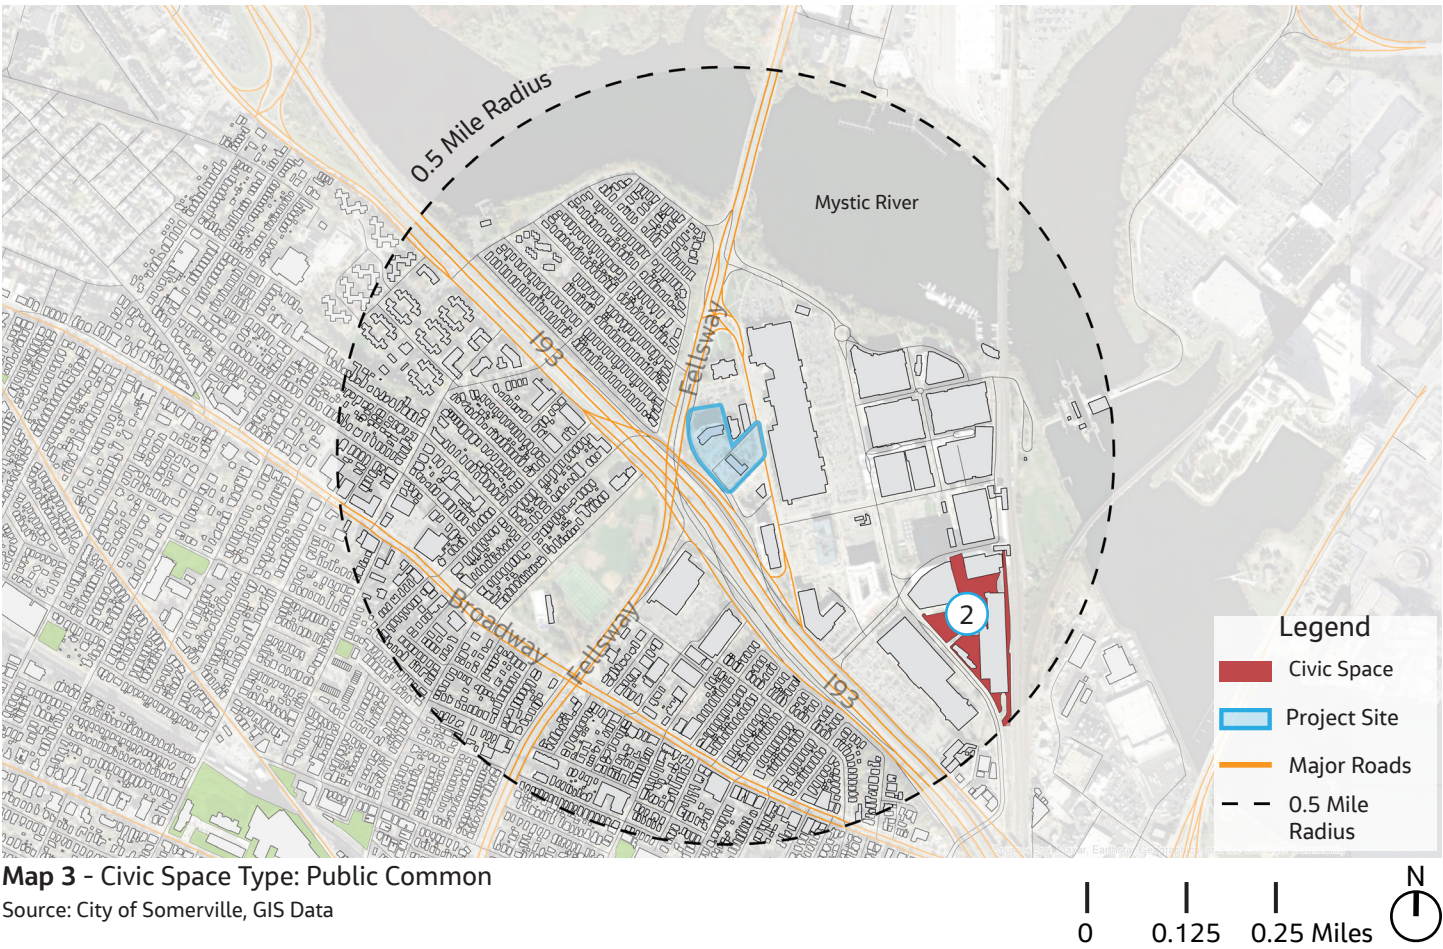 0.5 Mile Radius
Mystic River
I93
Fellsway
Broadway
Fellsway
I93
2
Legend
Civic Space
Project Site
Major Roads
0.5 Mile
Radius
Map 3 - Civic Space Type: Public Common
Source: City of Somerville, GIS Data
0 0.125 0.25 Miles
N